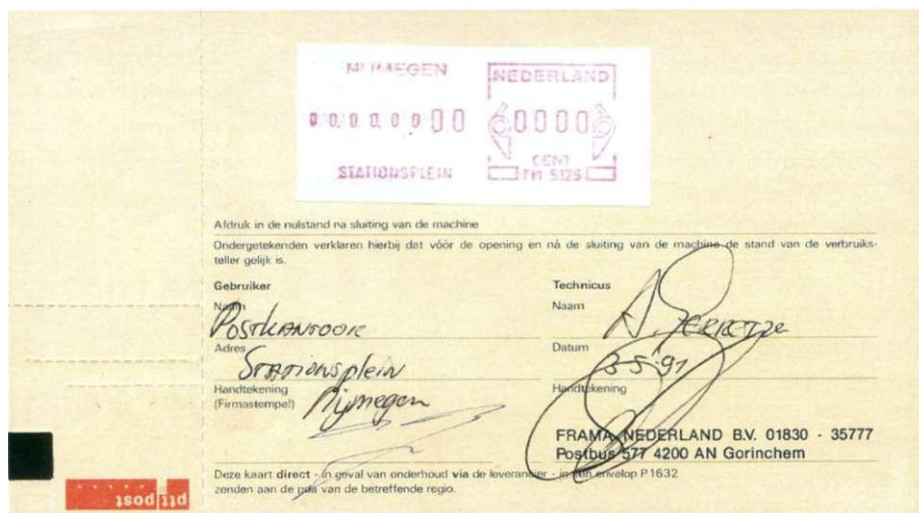 NIJMEGEN NEDERLAND
0.0.0.0.0.0 0 0 0000
STATIONSPLEIN CENT
FM 5126
Afdruk in de nulstand na sluiting van de machine
Ondergetekenden verklaren hierbij dat vóór de opening en ná de sluiting van de machine de stand van de verbruiks-
teller gelijk is.
Gebruiker Technicus
Naam Naam
Postkantoor
Adres Datum
Stationsplein 3-5-91
Handtekening Handtekening
(Firmastempel) Nijmegen
FRAMA NEDERLAND B.V. 01830 - 35777
Postbus 577 4200 AN Gorinchem
Deze kaart direct - in geval van onderhoud via de leverancier - in een envelop P1632
zenden aan de pda van de betreffende regio.
ptt post